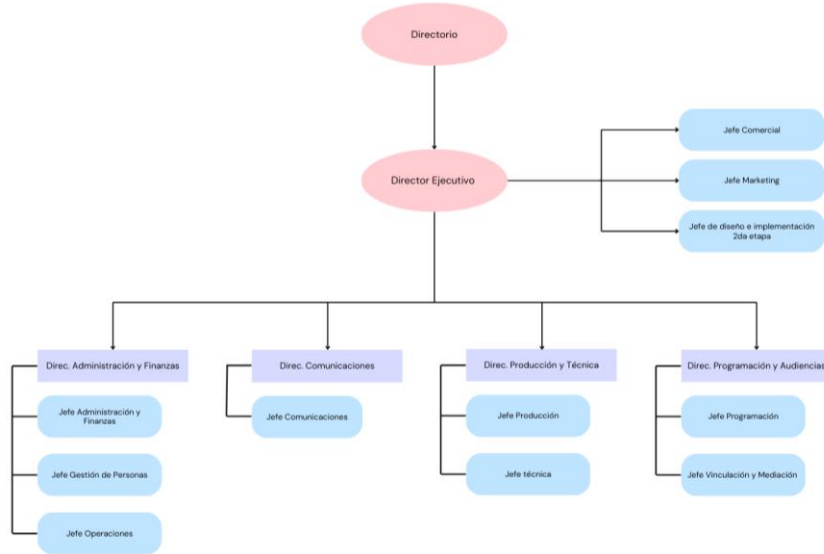 Directorio
Jefe Comercial
Director Ejecutivo
Jefe Marketing
Jefe de diseño e implementación
2da etapa
Direc. Administración y Finanzas
Direc. Comunicaciones
Direc. Producción y Técnica
Direc. Programación y Audiencias
Jefe Administración y
Finanzas
Jefe Comunicaciones
Jefe Producción
Jefe Programación
Jefe Gestión de Personas
Jefe técnica
Jefe Vinculación y Mediación
Jefe Operaciones